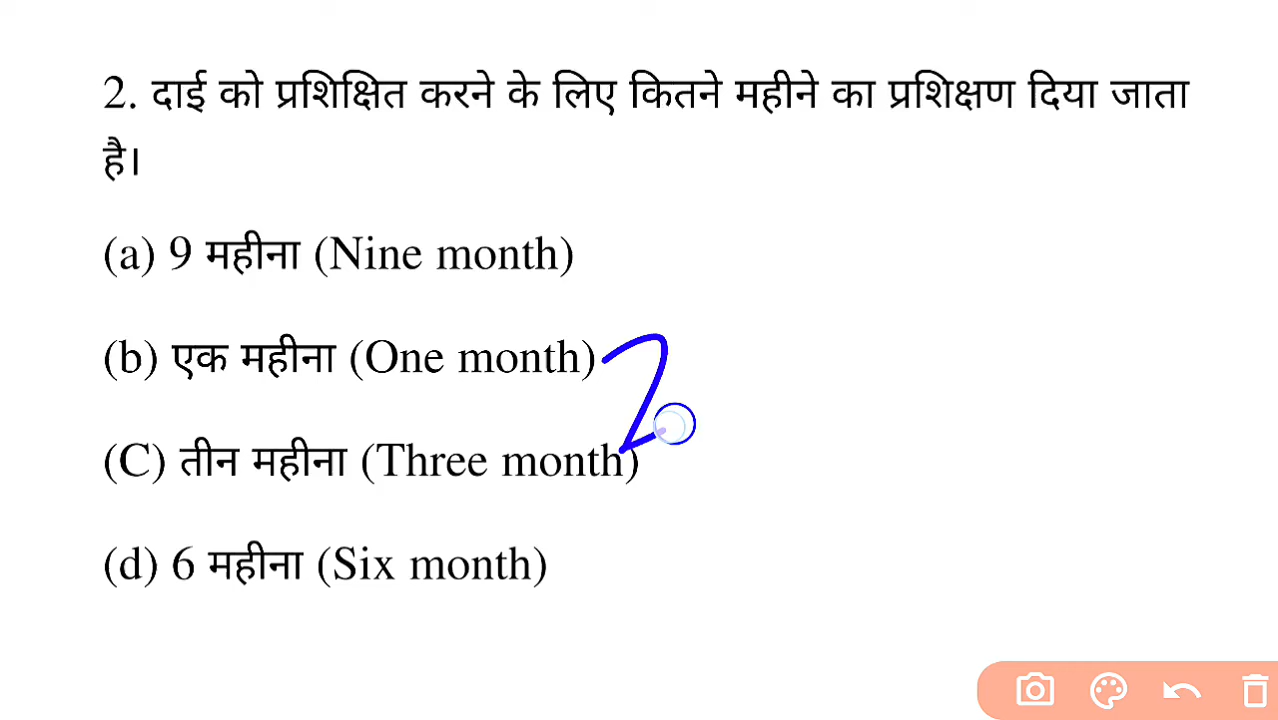 2. दाई को प्रशिक्षित करने के लिए कितने महीने का प्रशिक्षण दिया जाता
है।
(a) 9 महीना (Nine month)
(b) एक महीना (One month)
(C) तीन महीना (Three month)
(d) 6 महीना (Six month)